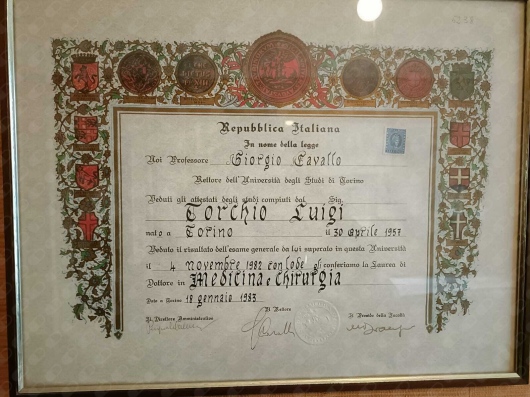 Repubblica Italiana
In nome della legge
Noi Professore Giorgio Cavallo
Rettore dell'Università degli Studi di Torino
Veduti gli attestati degli studi compiuti dal Sig.
Torchio Luigi
nato a Torino il 30 aprile 1957
Veduto il risultato dell'esame generale da lui superato in questa Università
il 4 novembre 1982 con lode gli conferiamo la Laurea di
Dottore in Medicina e chirurgia
Dato a Torino 18 gennaio 1983
Il Direttore Amministrativo Il Rettore Il Preside della Facoltà